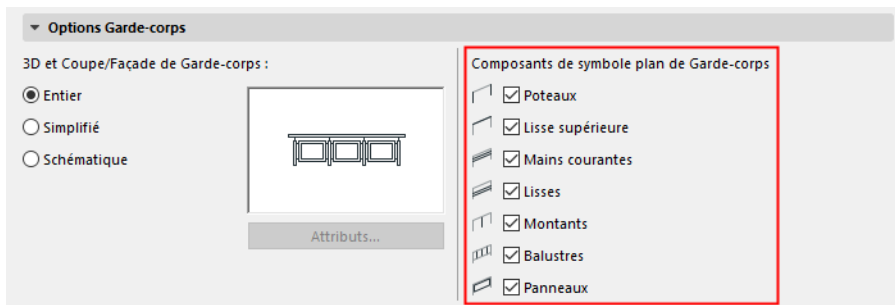 Options Garde-corps
3D et Coupe/Façade de Garde-corps :
Entier
Simplifié
Schématique
Attributs...
Composants de symbole plan de Garde-corps
Poteaux
Lisse supérieure
Mains courantes
Lisses
Montants
Balustres
Panneaux